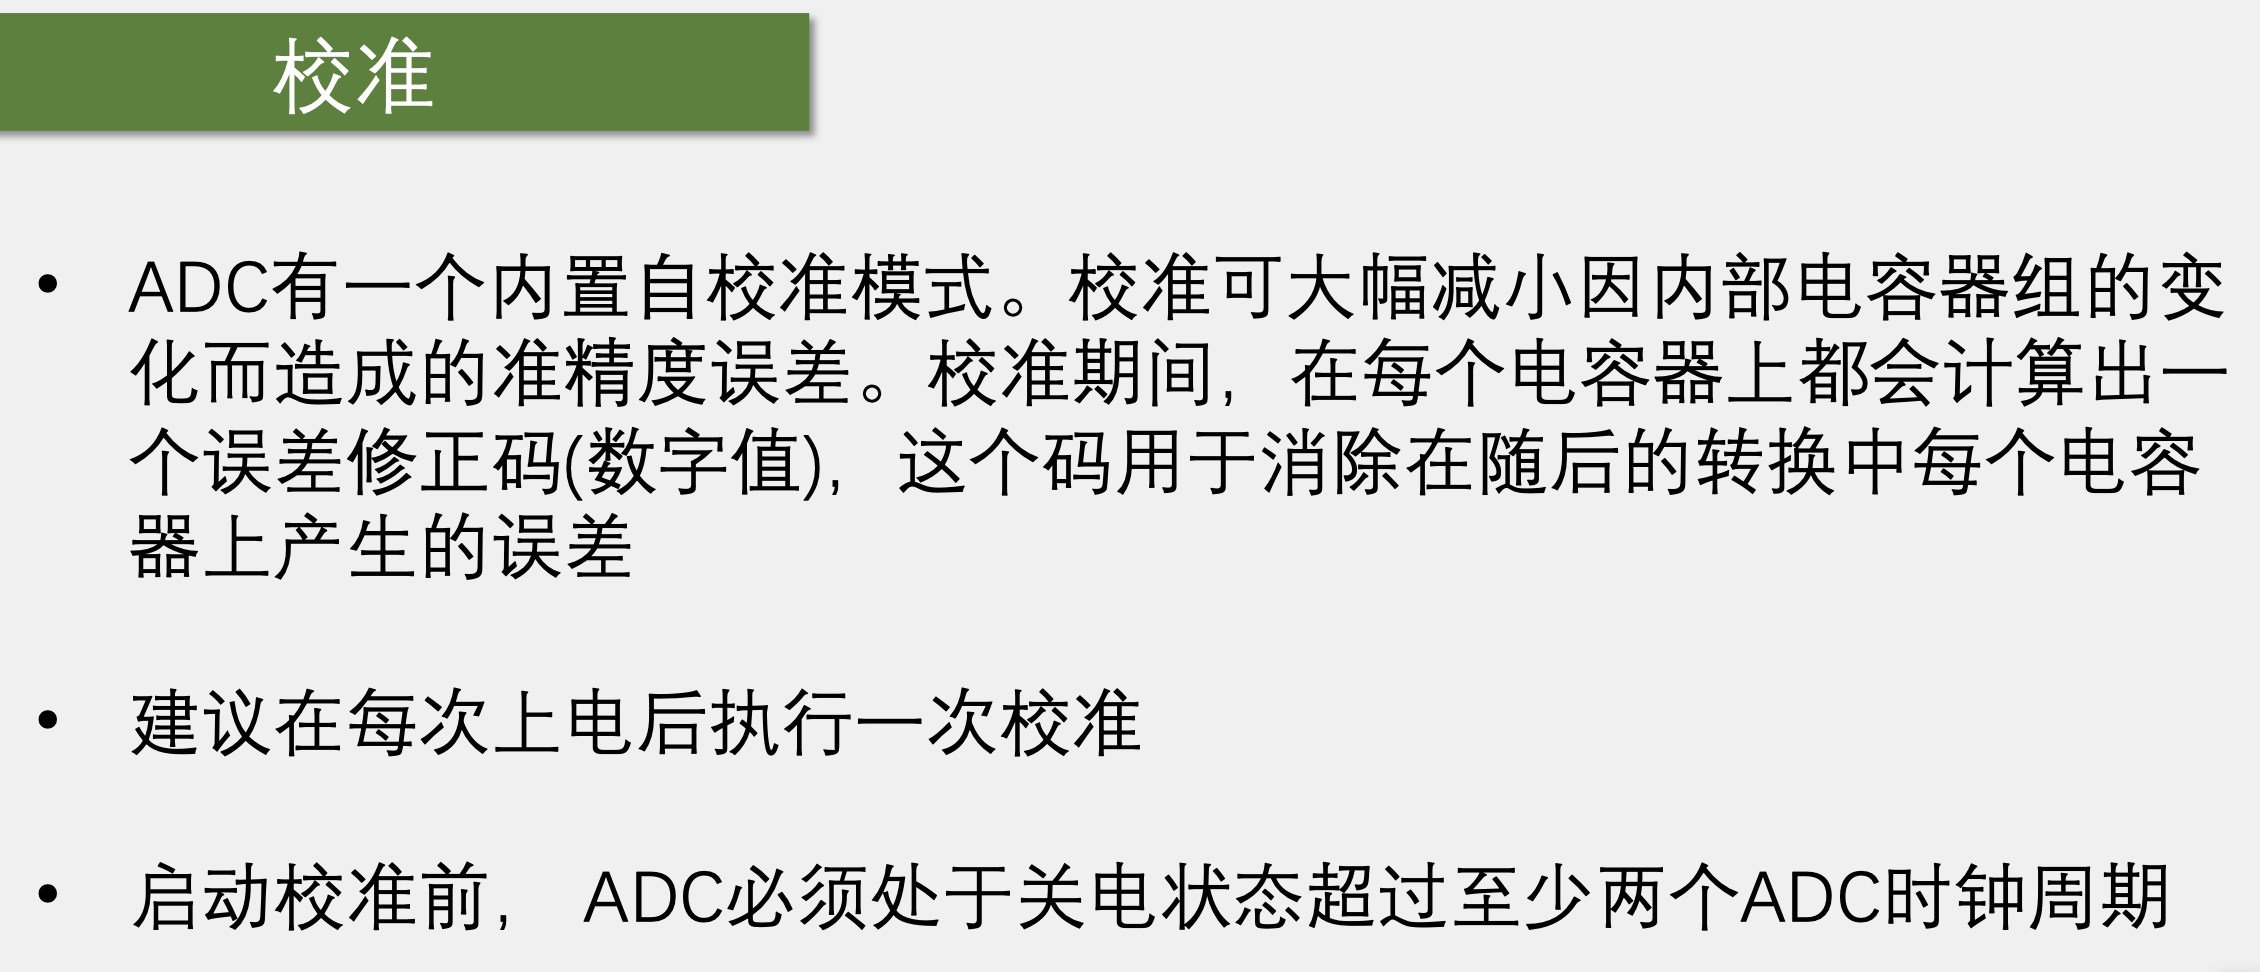 校准
• ADC有一个内置自校准模式。校准可大幅减小因内部电容器组的变
化而造成的准精度误差。校准期间，在每个电容器上都会计算出一
个误差修正码(数字值)，这个码用于消除在随后的转换中每个电容
器上产生的误差
• 建议在每次上电后执行一次校准
• 启动校准前， ADC必须处于关电状态超过至少两个ADC时钟周期